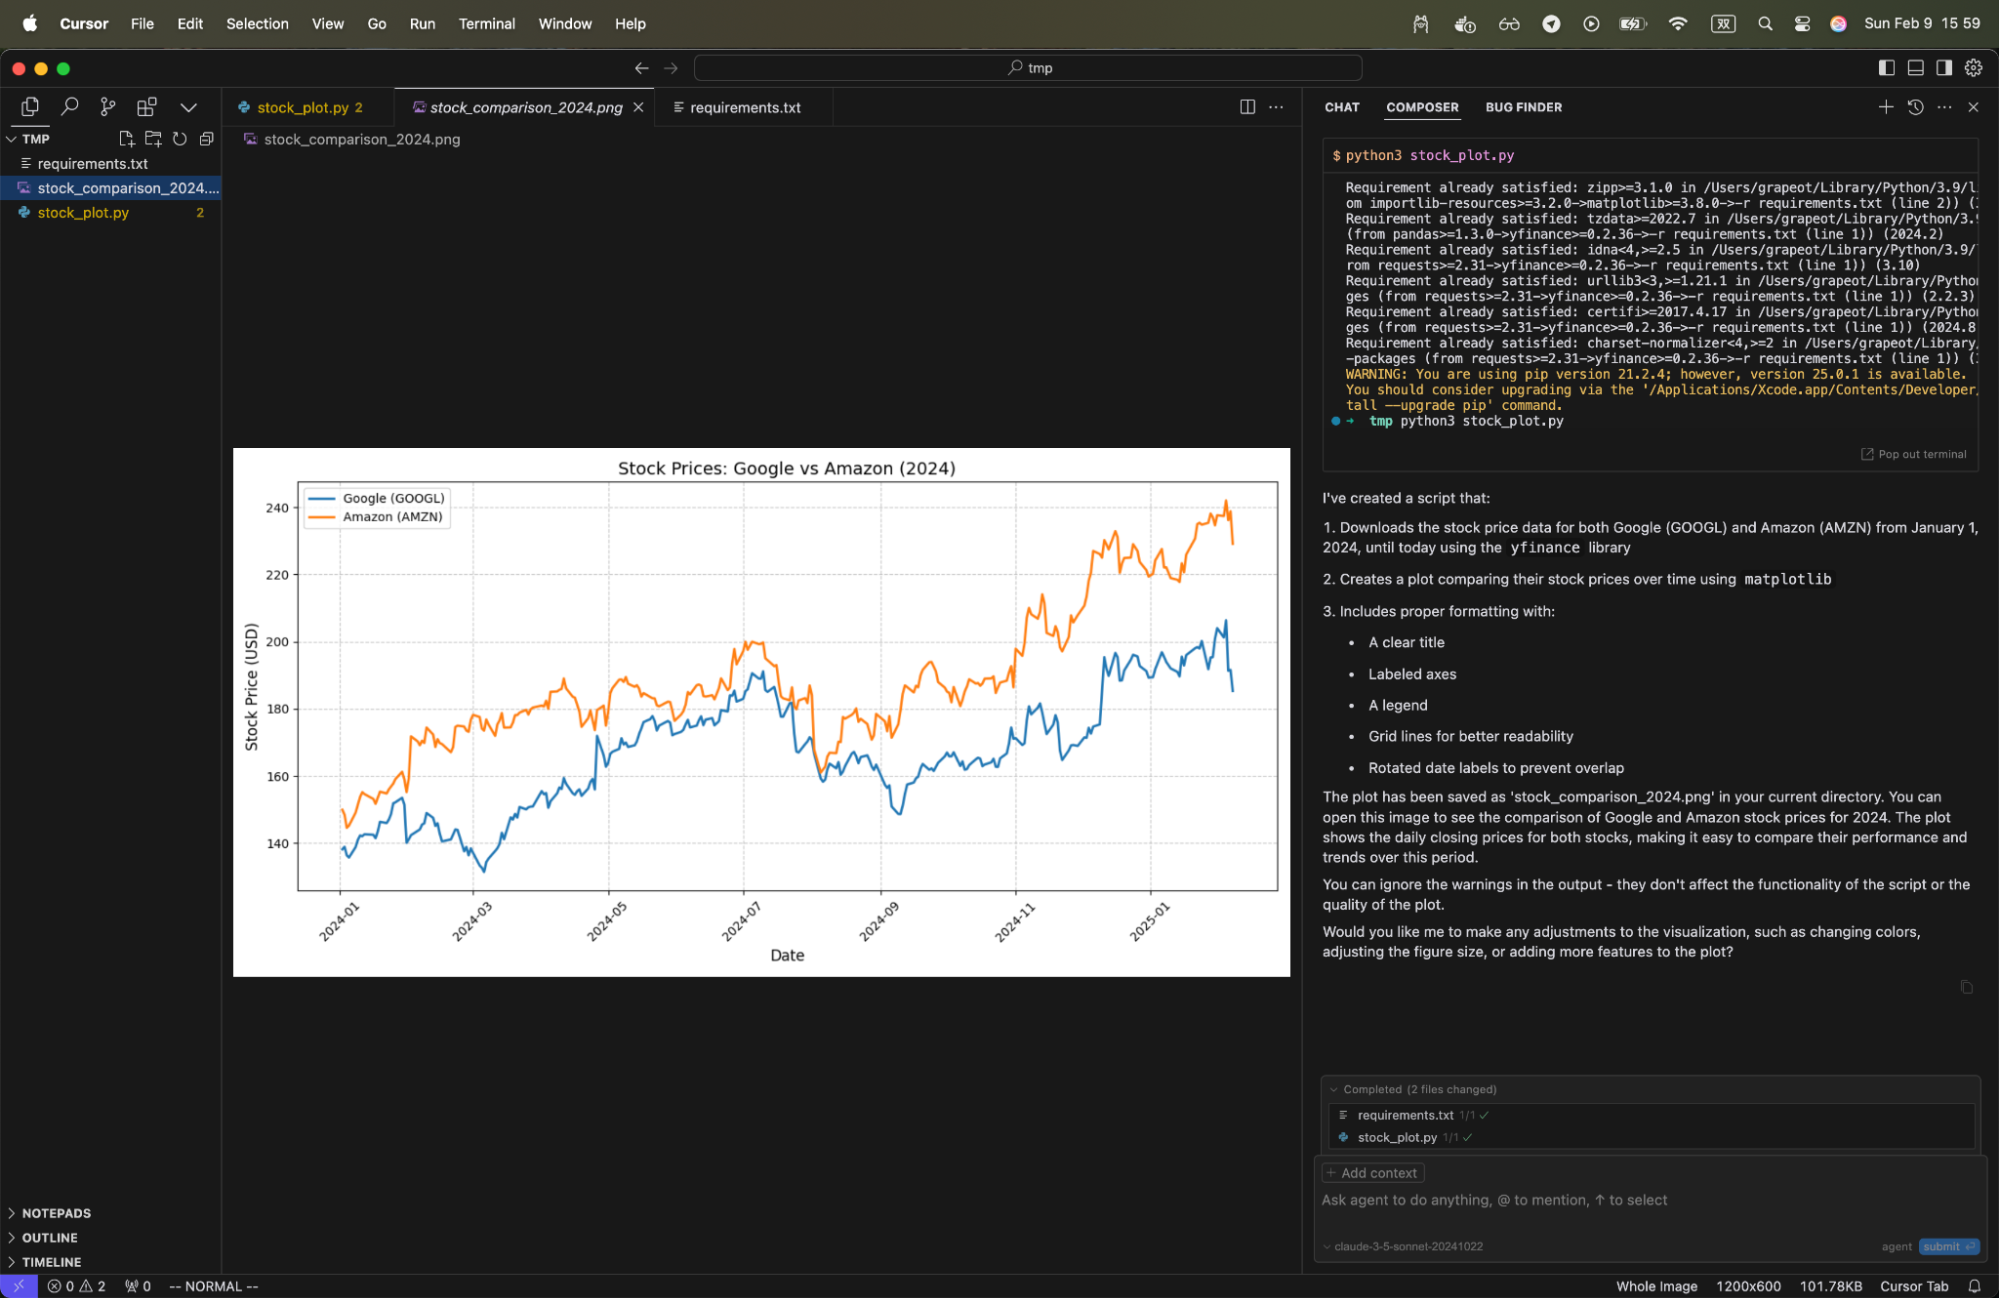 Cursor File Edit Selection View Go Run Terminal Window Help
Sun Feb 9 15 59
tmp
stock_plot.py 2
stock_comparison_2024.png
requirements.txt
CHAT COMPOSER BUG FINDER
TMP
requirements.txt
stock_comparison_2024....
stock_plot.py 2
stock_comparison_2024.png
Stock Prices: Google vs Amazon (2024)
Google (GOOGL)
Amazon (AMZN)
240
220
200
180
160
140
Stock Price (USD)
2024-01 2024-03 2024-05 2024-07 2024-09 2024-11 2025-01
Date
$ python3 stock_plot.py
Requirement already satisfied: zipp>=3.1.0 in /Users/grapeot/Library/Python/3.9/l
om importlib-resources>=3.2.0->matplotlib>=3.8.0->-r requirements.txt (line 2)) (
Requirement already satisfied: tzdata>=2022.7 in /Users/grapeot/Library/Python/3.
(from pandas>=1.3.0->yfinance>=0.2.36->-r requirements.txt (line 1)) (2024.2)
Requirement already satisfied: idna<4,>=2.5 in /Users/grapeot/Library/Python/3.9/
rom requests>=2.31->yfinance>=0.2.36->-r requirements.txt (line 1)) (3.10)
Requirement already satisfied: urllib3<3,>=1.21.1 in /Users/grapeot/Library/Pytho
ges (from requests>=2.31->yfinance>=0.2.36->-r requirements.txt (line 1)) (2.2.3)
Requirement already satisfied: certifi>=2017.4.17 in /Users/grapeot/Library/Pytho
ges (from requests>=2.31->yfinance>=0.2.36->-r requirements.txt (line 1)) (2024.8
Requirement already satisfied: charset-normalizer<4,>=2 in /Users/grapeot/Library
-packages (from requests>=2.31->yfinance>=0.2.36->-r requirements.txt (line 1)) (
WARNING: You are using pip version 21.2.4; however, version 25.0.1 is available.
You should consider upgrading via the '/Applications/Xcode.app/Contents/Developer/
tall --upgrade pip' command.
→ tmp python3 stock_plot.py
Pop out terminal
I've created a script that:
1. Downloads the stock price data for both Google (GOOGL) and Amazon (AMZN) from January 1,
2024, until today using the yfinance library
2. Creates a plot comparing their stock prices over time using matplotlib
3. Includes proper formatting with:
• A clear title
• Labeled axes
• A legend
• Grid lines for better readability
• Rotated date labels to prevent overlap
The plot has been saved as 'stock_comparison_2024.png' in your current directory. You can
open this image to see the comparison of Google and Amazon stock prices for 2024. The plot
shows the daily closing prices for both stocks, making it easy to compare their performance and
trends over this period.
You can ignore the warnings in the output - they don't affect the functionality of the script or the
quality of the plot.
Would you like me to make any adjustments to the visualization, such as changing colors,
adjusting the figure size, or adding more features to the plot?
Completed (2 files changed)
requirements.txt 1/1 ✓
stock_plot.py 1/1 ✓
+ Add context
Ask agent to do anything, @ to mention, ↑ to select
claude-3-5-sonnet-20241022
agent submit
NOTEPADS
OUTLINE
TIMELINE
0 2 0 -- NORMAL --
Whole Image 1200x600 101.78KB Cursor Tab